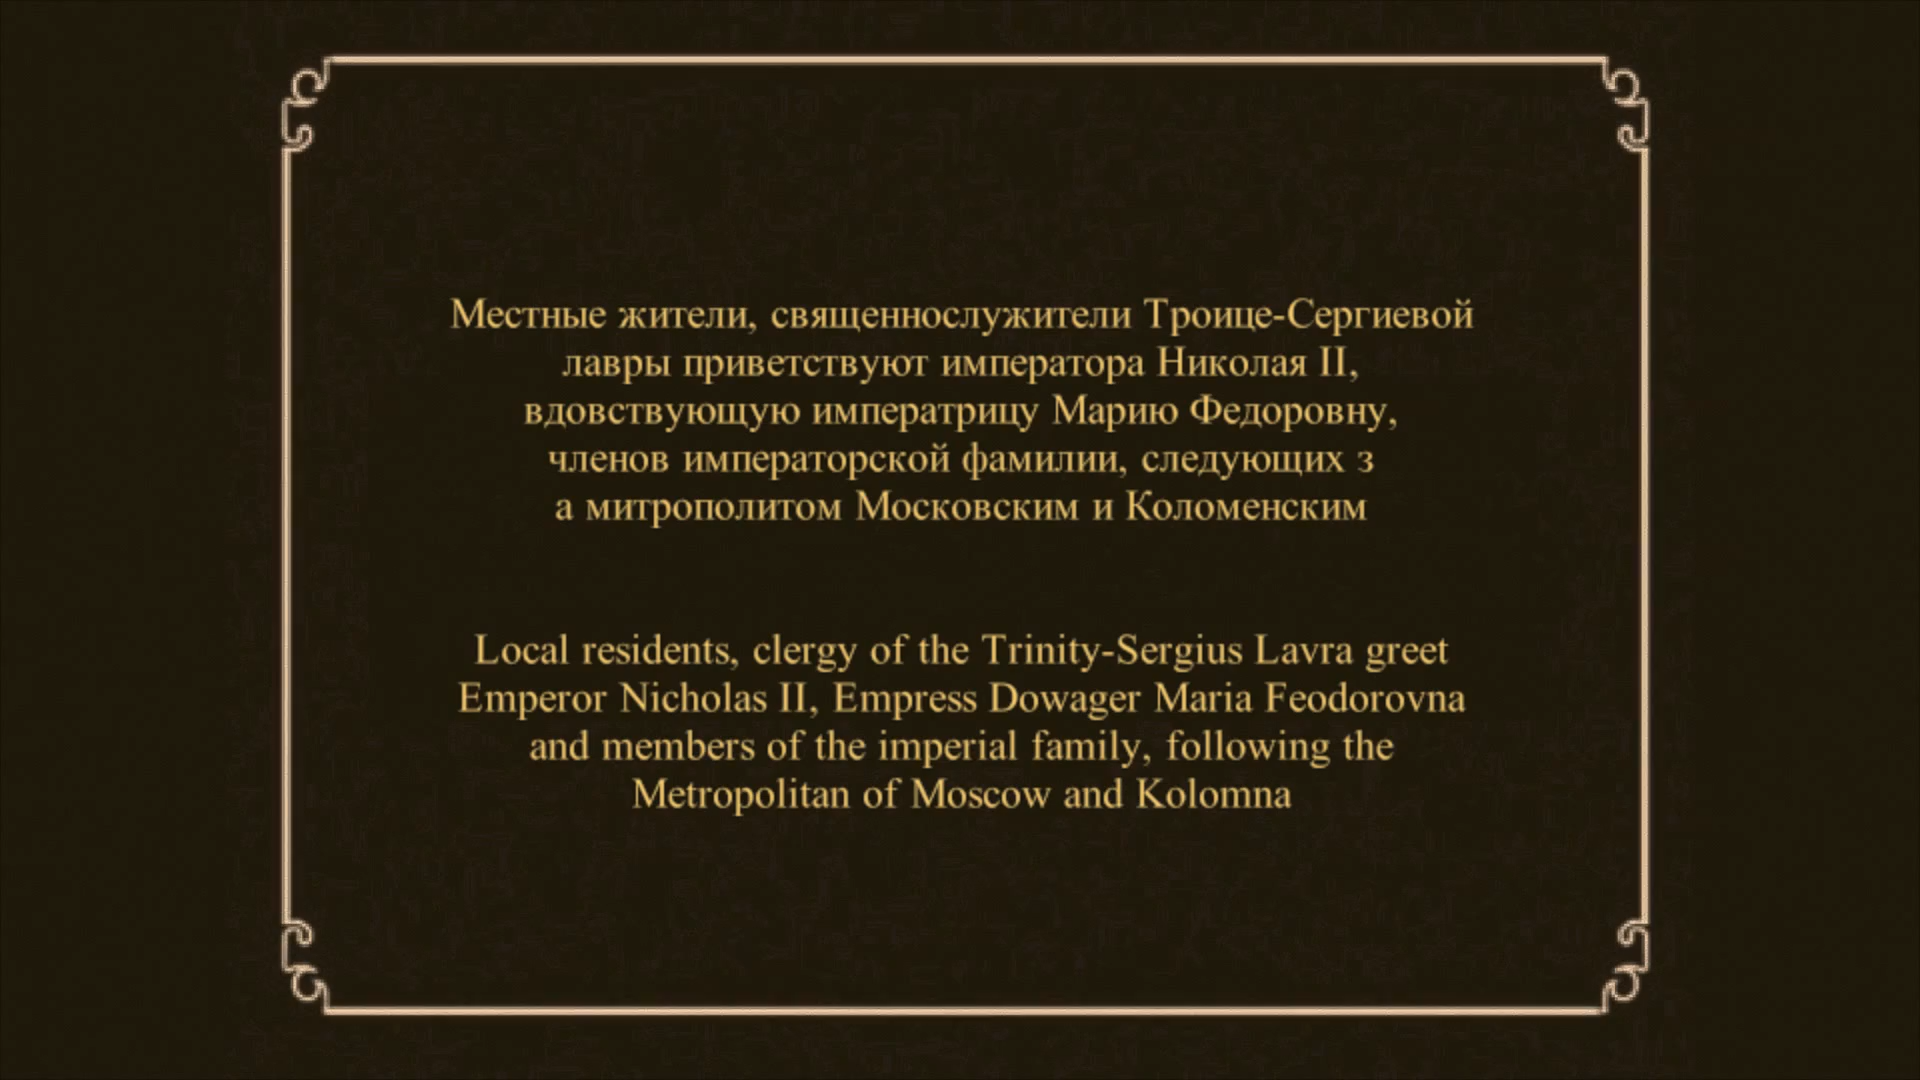 Местные жители, священнослужители Троице-Сергиевой
лавры приветствуют императора Николая II,
вдовствующую императрицу Марию Федоровну,
членов императорской фамилии, следующих з
а митрополитом Московским и Коломенским
Local residents, clergy of the Trinity-Sergius Lavra greet
Emperor Nicholas II, Empress Dowager Maria Feodorovna
and members of the imperial family, following the
Metropolitan of Moscow and Kolomna